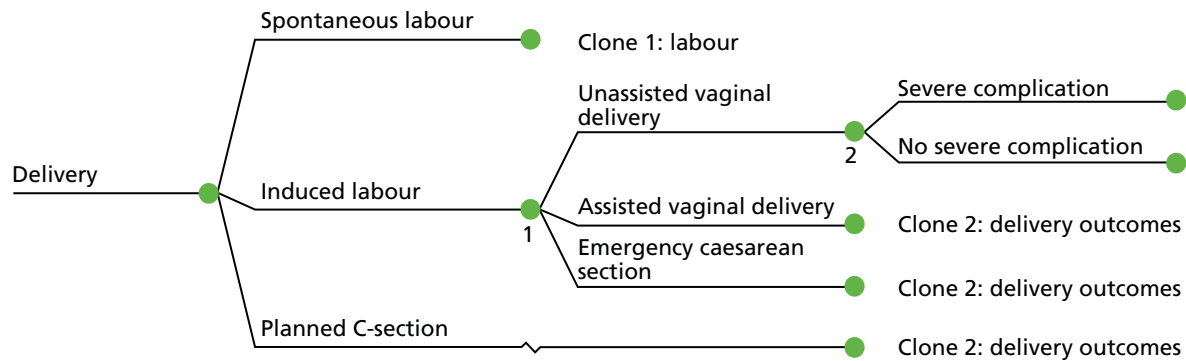 Delivery
Spontaneous labour
Clone 1: labour
Induced labour
1
Unassisted vaginal
delivery
2
Severe complication
No severe complication
Assisted vaginal delivery
Clone 2: delivery outcomes
Emergency caesarean
section
Clone 2: delivery outcomes
Planned C-section
Clone 2: delivery outcomes